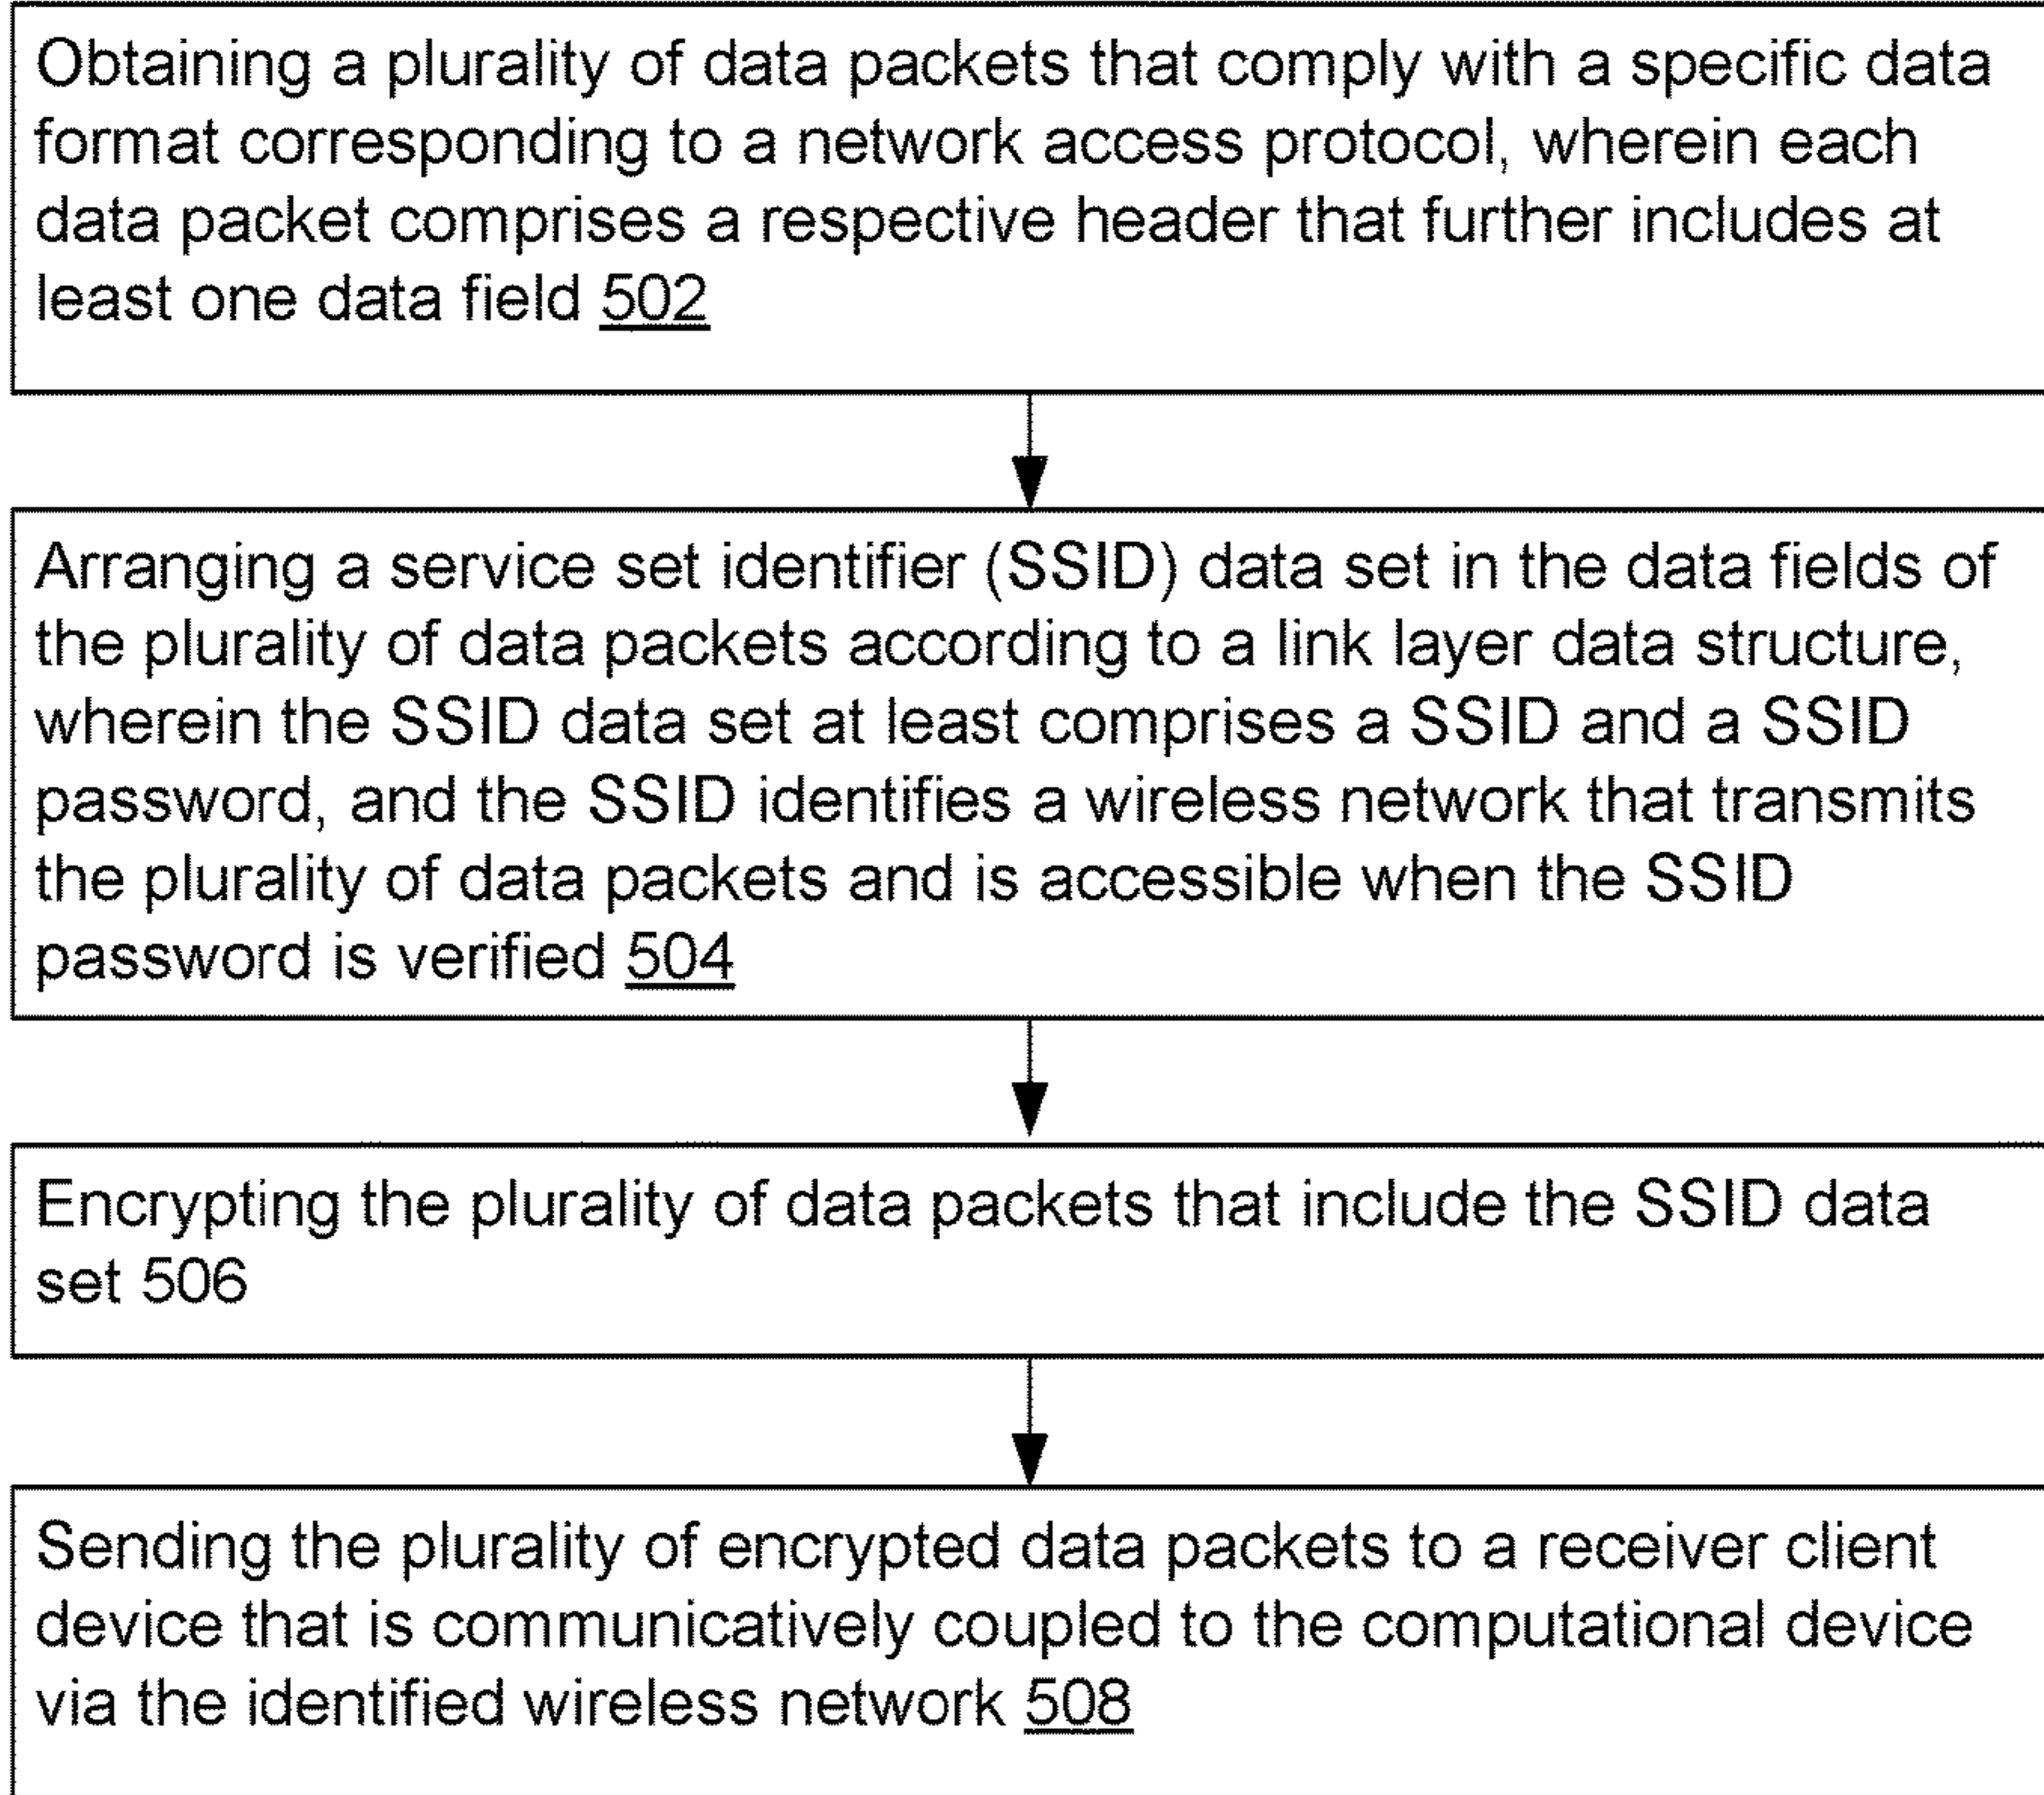 Obtaining a plurality of data packets that comply with a specific data
format corresponding to a network access protocol, wherein each
data packet comprises a respective header that further includes at
least one data field 502
Arranging a service set identifier (SSID) data set in the data fields of
the plurality of data packets according to a link layer data structure,
wherein the SSID data set at least comprises a SSID and a SSID
password, and the SSID identifies a wireless network that transmits
the plurality of data packets and is accessible when the SSID
password is verified 504
Encrypting the plurality of data packets that include the SSID data
set 506
Sending the plurality of encrypted data packets to a receiver client
device that is communicatively coupled to the computational device
via the identified wireless network 508